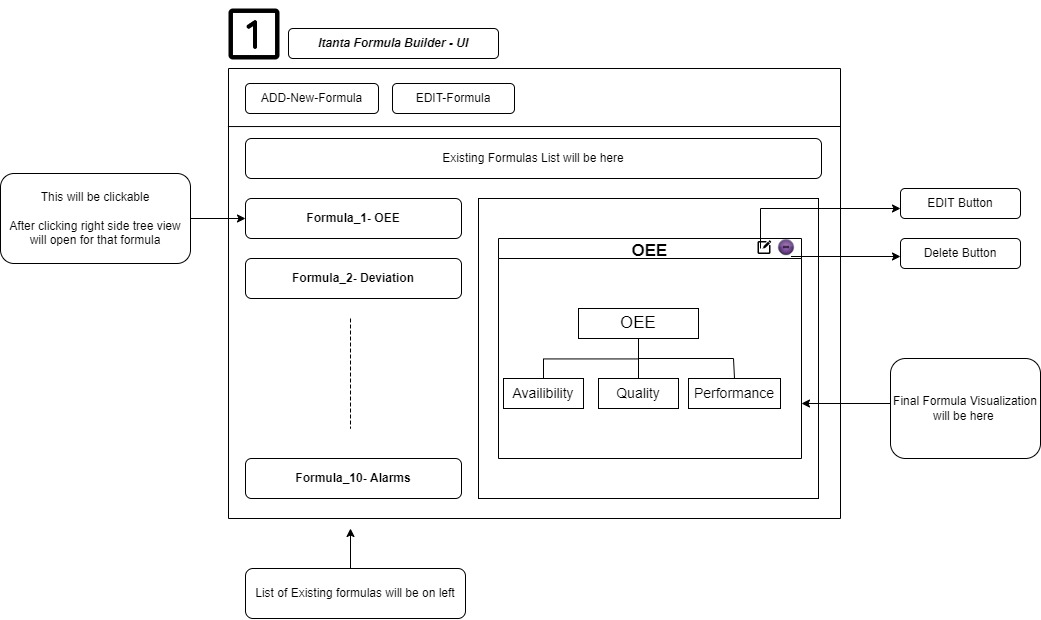 1
Itanta Formula Builder - UI
ADD-New-Formula
EDIT-Formula
Existing Formulas List will be here
This will be clickable
After clicking right side tree view
will open for that formula
Formula_1- OEE
Formula_2- Deviation
Formula_10- Alarms
OEE
OEE
Availibility
Quality
Performance
EDIT Button
Delete Button
Final Formula Visualization
will be here
List of Existing formulas will be on left